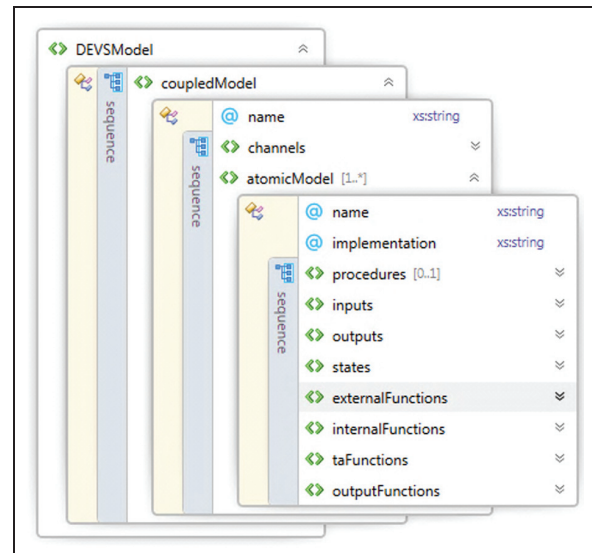 DEVSModel
sequence
coupledModel
sequence
@ name xs:string
channels
atomicModel [1..*]
sequence
@ name xs:string
@ implementation xs:string
procedures [0..1]
inputs
outputs
states
externalFunctions
internalFunctions
taFunctions
outputFunctions